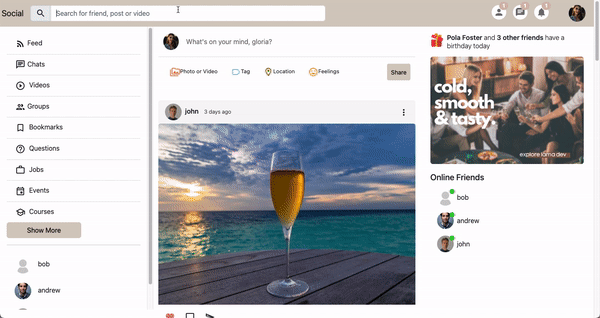 Social
Search for friend, post or video
1
1
1
Feed
Chats
Videos
Groups
Bookmarks
Questions
Jobs
Events
Courses
Show More
bob
andrew
What's on your mind, gloria?
Photo or Video
Tag
Location
Feelings
Share
john 3 days ago
Pola Foster and 3 other friends have a
birthday today
cold,
smooth
& tasty.
explore lama dev
Online Friends
bob
andrew
john